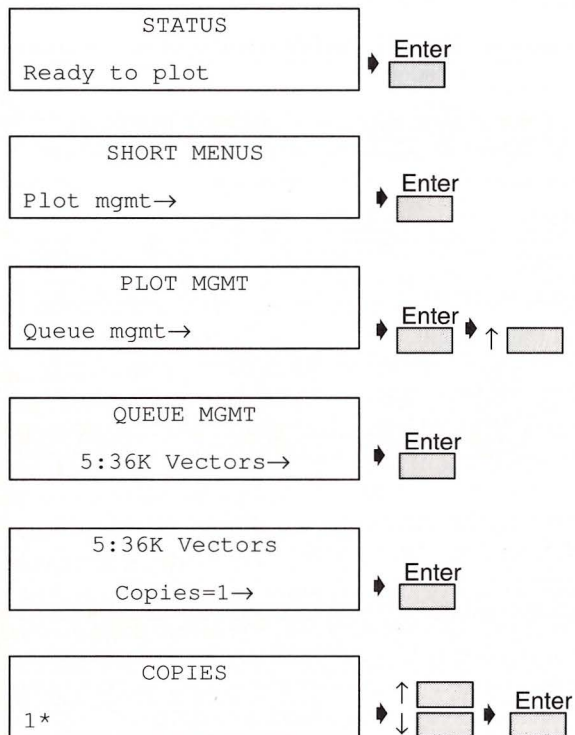 STATUS
Enter
Ready to plot
SHORT MENUS
Enter
Plot mgmt→
PLOT MGMT
Enter
Queue mgmt→
↑
QUEUE MGMT
Enter
5:36K Vectors→
5:36K Vectors
Enter
Copies=1→
COPIES
↑
Enter
1*
↓